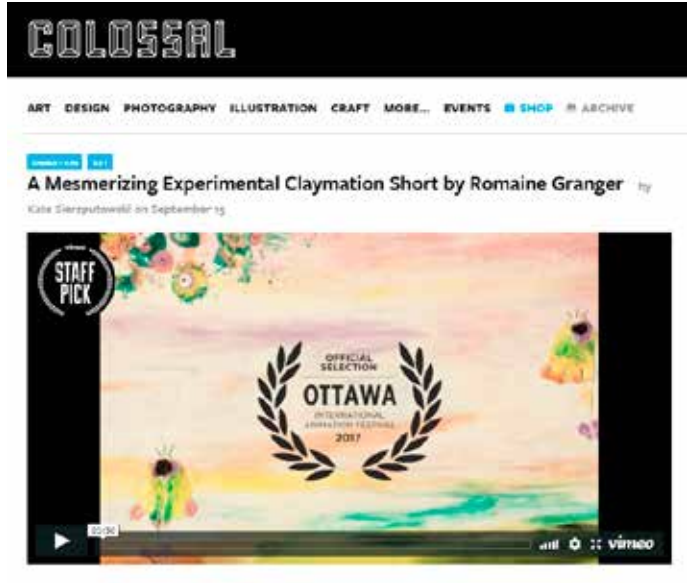 COLOSSAL
ART DESIGN PHOTOGRAPHY ILLUSTRATION CRAFT MORE... EVENTS SHOP ARCHIVE
A Mesmerizing Experimental Claymation Short by Romaine Granger by
Kate Sierzputowski on September 15
vimeo
STAFF
PICK
OFFICIAL
SELECTION
OTTAWA
INTERNATIONAL
ANIMATION FESTIVAL
2017
vimeo